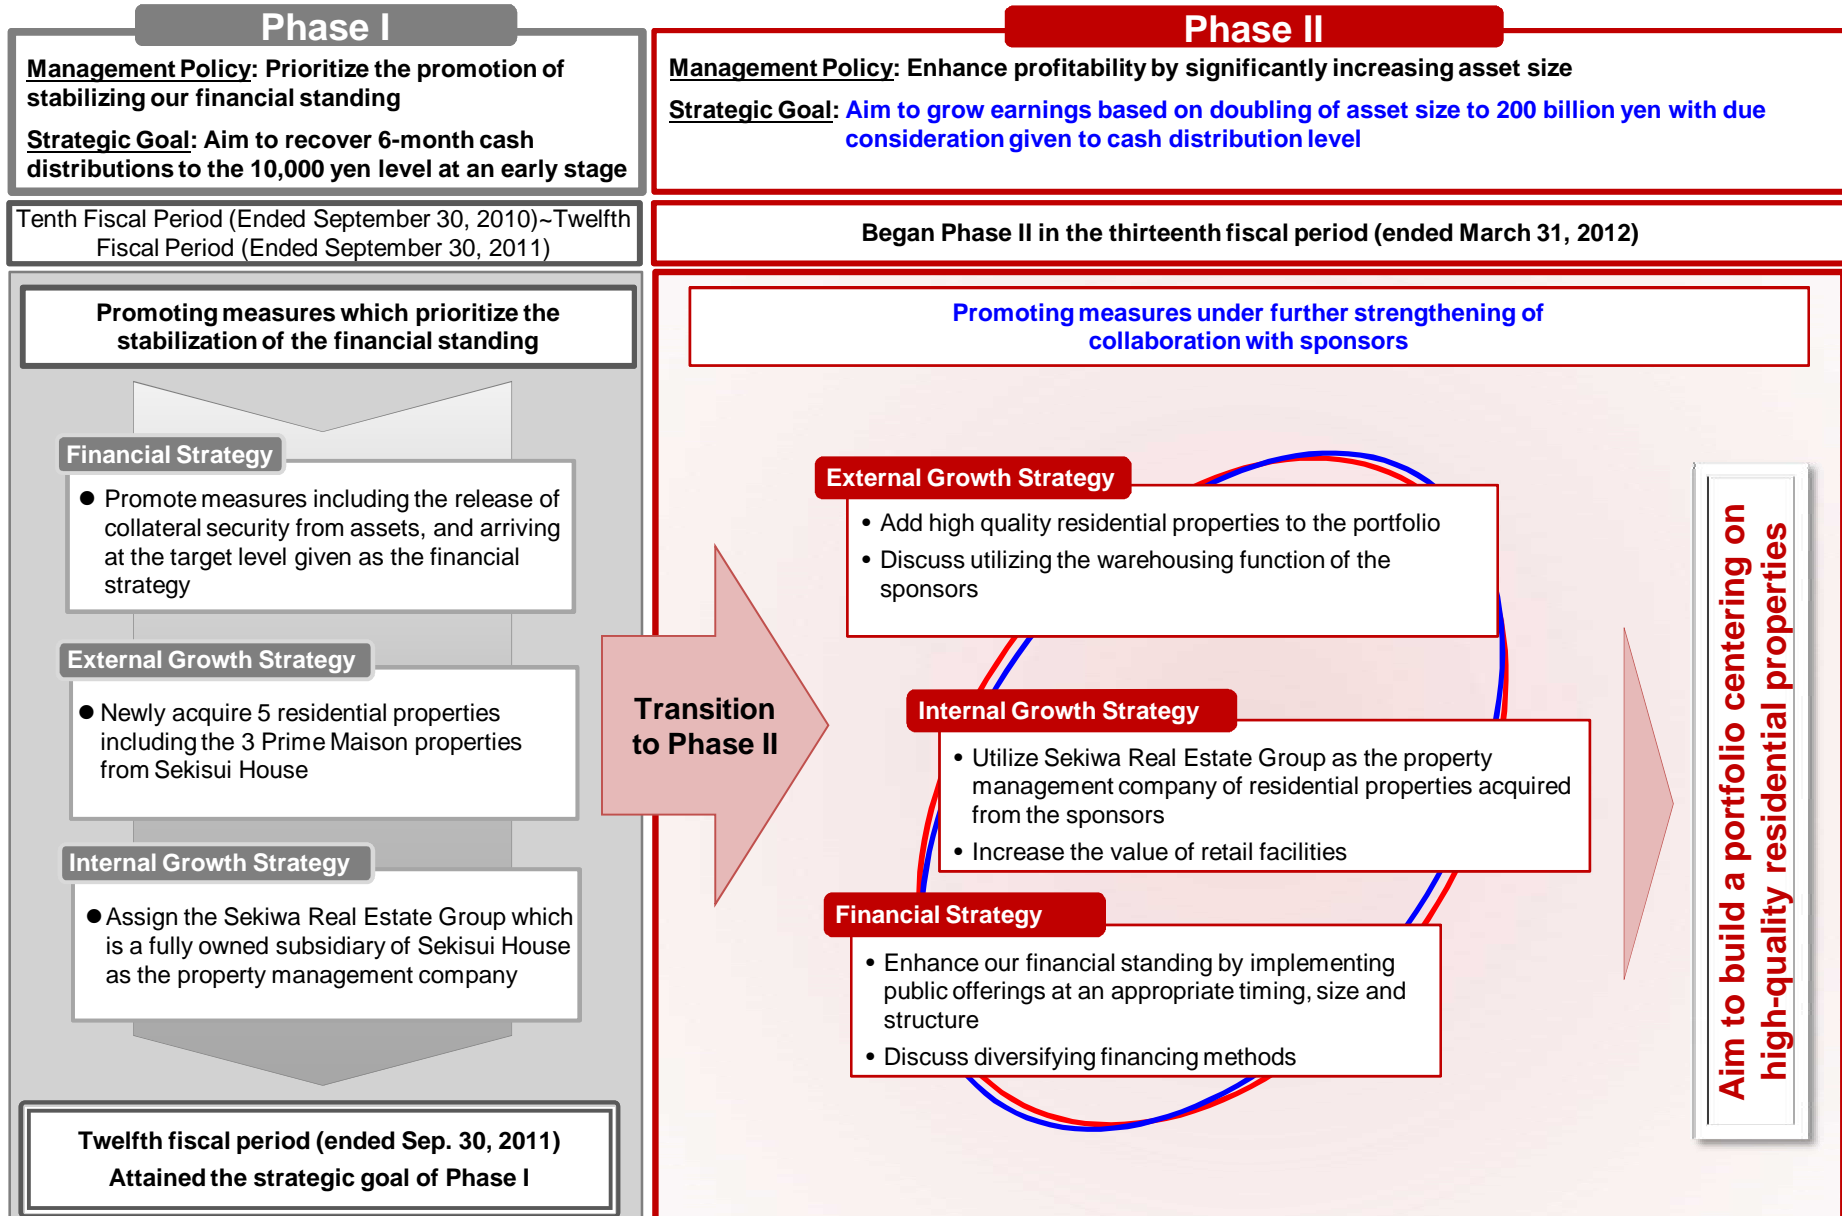 Phase I
Management Policy: Prioritize the promotion of
stabilizing our financial standing
Strategic Goal: Aim to recover 6-month cash
distributions to the 10,000 yen level at an early stage
Tenth Fiscal Period (Ended September 30, 2010)~Twelfth
Fiscal Period (Ended September 30, 2011)
Promoting measures which prioritize the
stabilization of the financial standing
Financial Strategy
● Promote measures including the release of
collateral security from assets, and arriving
at the target level given as the financial
strategy
External Growth Strategy
● Newly acquire 5 residential properties
including the 3 Prime Maison properties
from Sekisui House
Internal Growth Strategy
● Assign the Sekiwa Real Estate Group which
is a fully owned subsidiary of Sekisui House
as the property management company
Twelfth fiscal period (ended Sep. 30, 2011)
Attained the strategic goal of Phase I
Transition
to Phase II
Phase II
Management Policy: Enhance profitability by significantly increasing asset size
Strategic Goal: Aim to grow earnings based on doubling of asset size to 200 billion yen with due
consideration given to cash distribution level
Began Phase II in the thirteenth fiscal period (ended March 31, 2012)
Promoting measures under further strengthening of
collaboration with sponsors
External Growth Strategy
• Add high quality residential properties to the portfolio
• Discuss utilizing the warehousing function of the
sponsors
Internal Growth Strategy
• Utilize Sekiwa Real Estate Group as the property
management company of residential properties acquired
from the sponsors
• Increase the value of retail facilities
Financial Strategy
• Enhance our financial standing by implementing
public offerings at an appropriate timing, size and
structure
• Discuss diversifying financing methods
Aim to build a portfolio centering on
high-quality residential properties